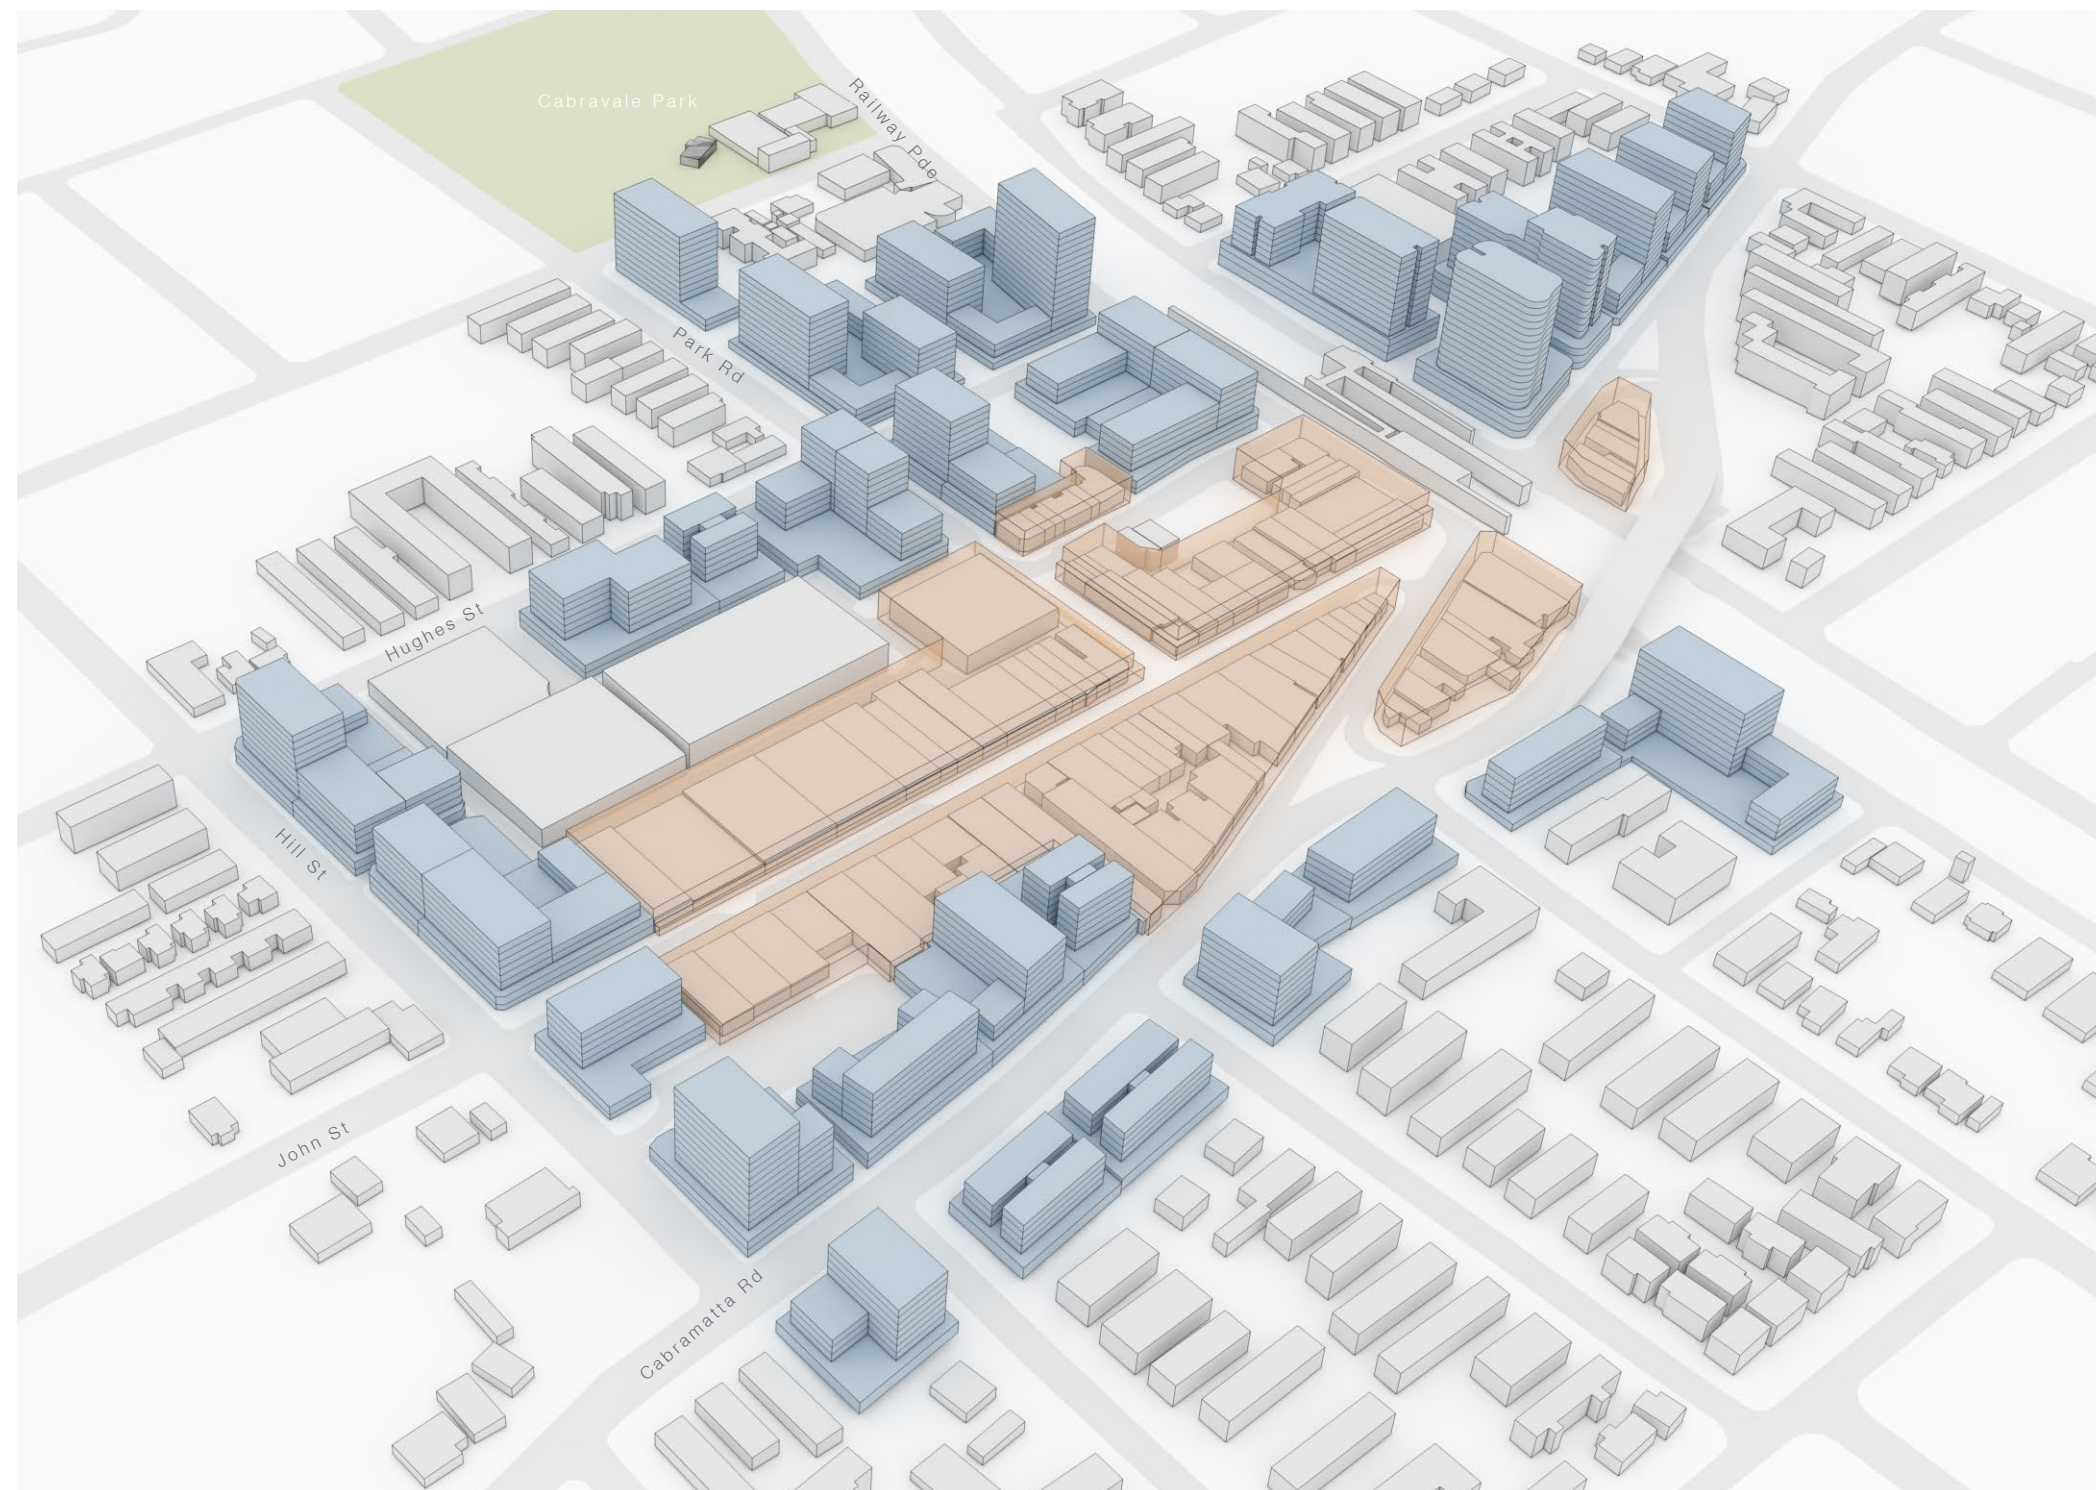 Cabravale Park
Railway Pde
Park Rd
Hughes St
Hill St
John St
Cabramatta Rd